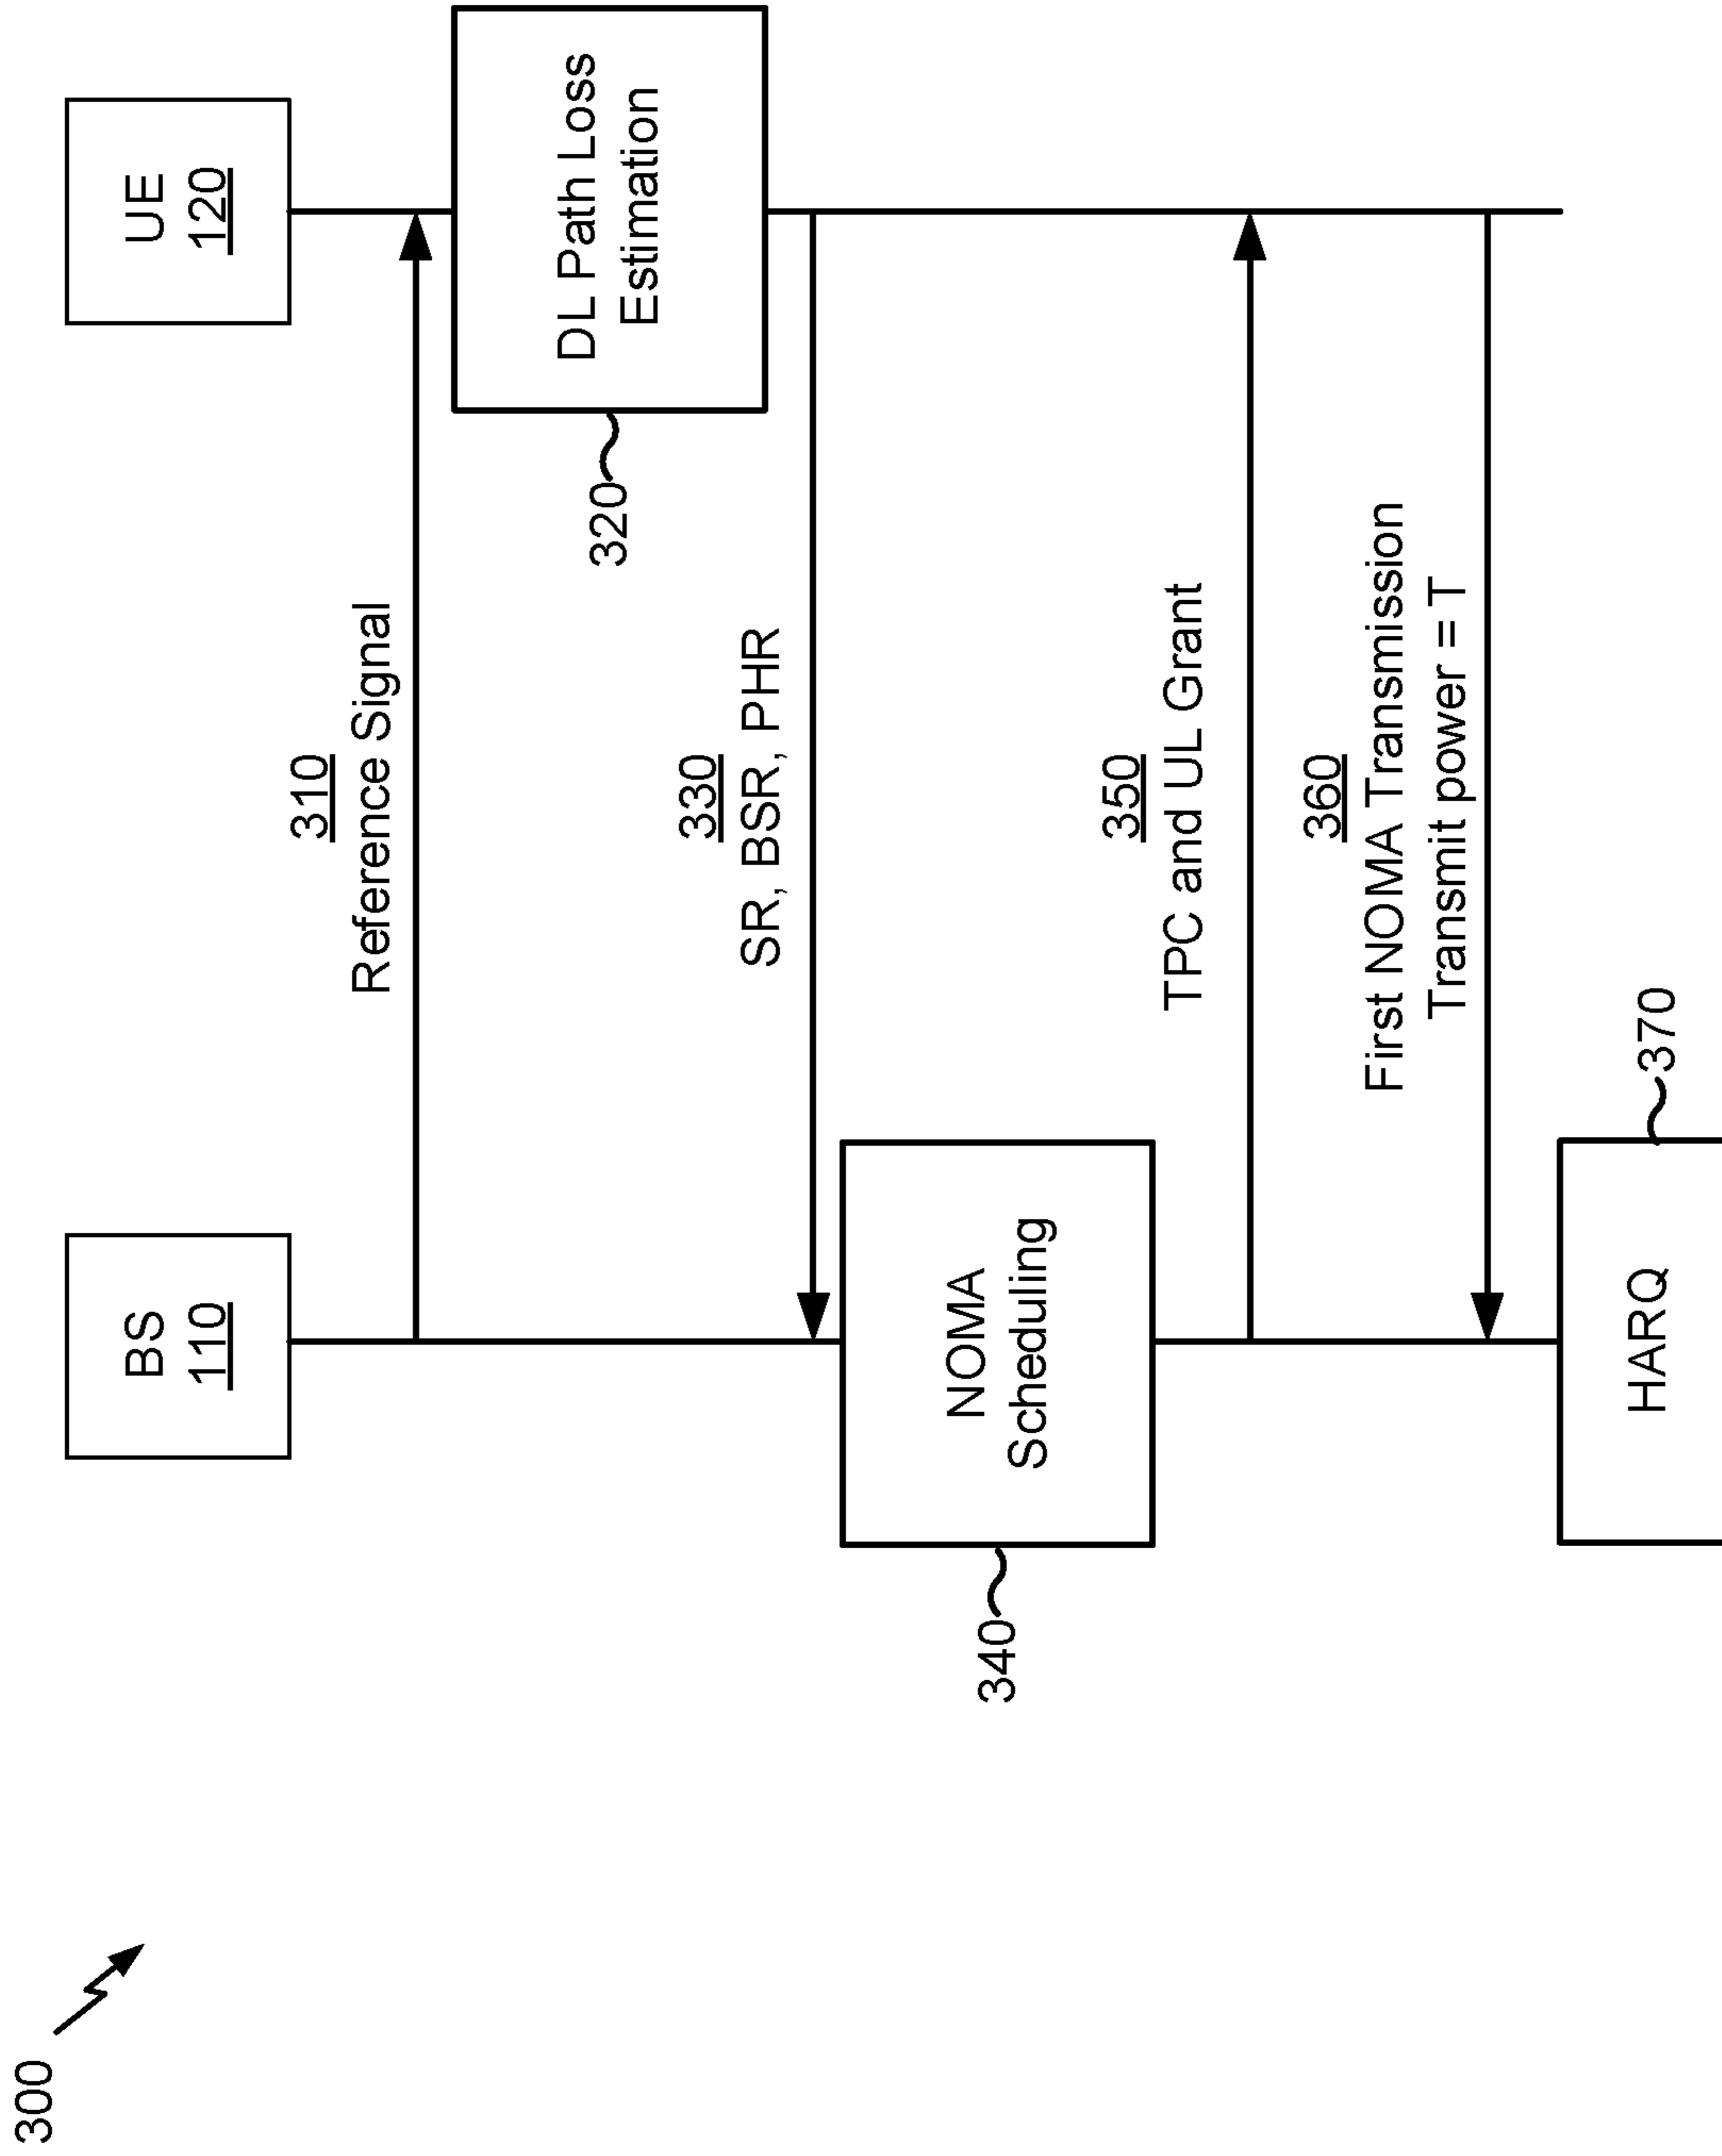 300
BS
110
UE
120
310
Reference Signal
DL Path Loss
Estimation
320
330
SR, BSR, PHR
NOMA
Scheduling
340
350
TPC and UL Grant
360
First NOMA Transmission
Transmit power = T
HARQ
370